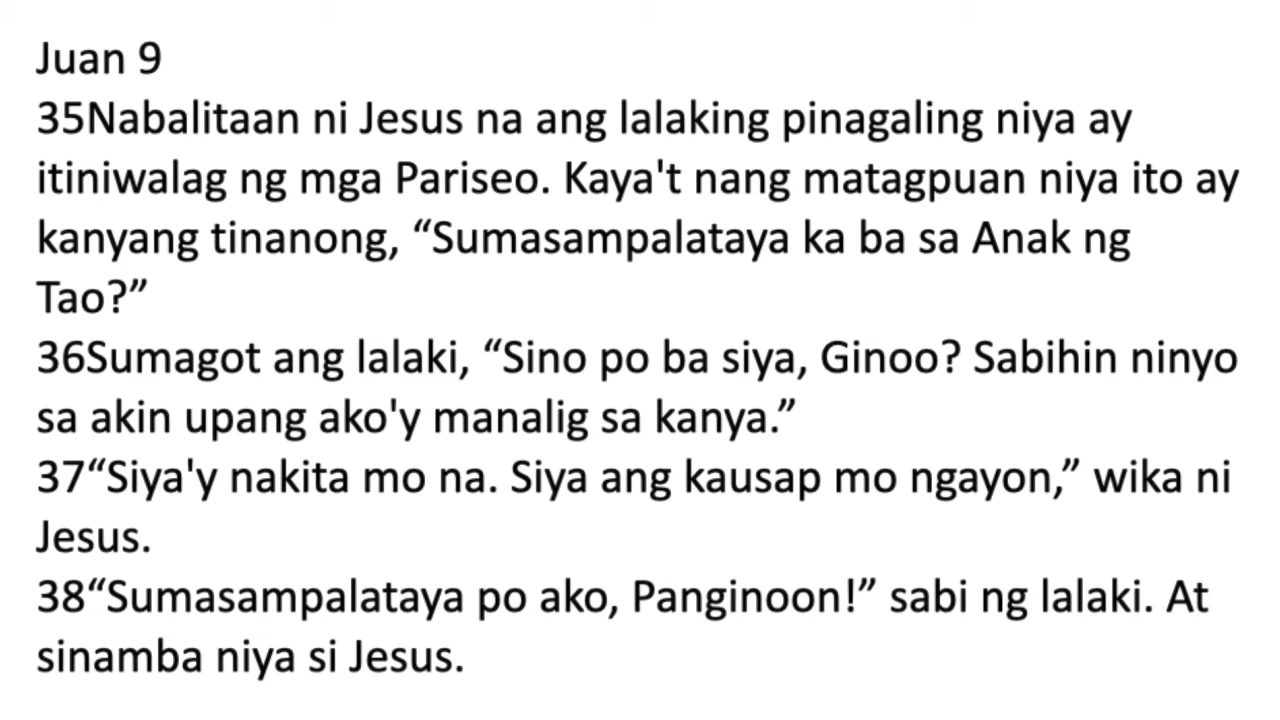 Juan 9
35Nabalitaan ni Jesus na ang lalaking pinagaling niya ay
itiniwalag ng mga Pariseo. Kaya't nang matagpuan niya ito ay
kanyang tinanong, “Sumasampalataya ka ba sa Anak ng
Tao?”
36Sumagot ang lalaki, “Sino po ba siya, Ginoo? Sabihin ninyo
sa akin upang ako'y manalig sa kanya.”
37“Siya'y nakita mo na. Siya ang kausap mo ngayon,” wika ni
Jesus.
38“Sumasampalataya po ako, Panginoon!” sabi ng lalaki. At
sinamba niya si Jesus.